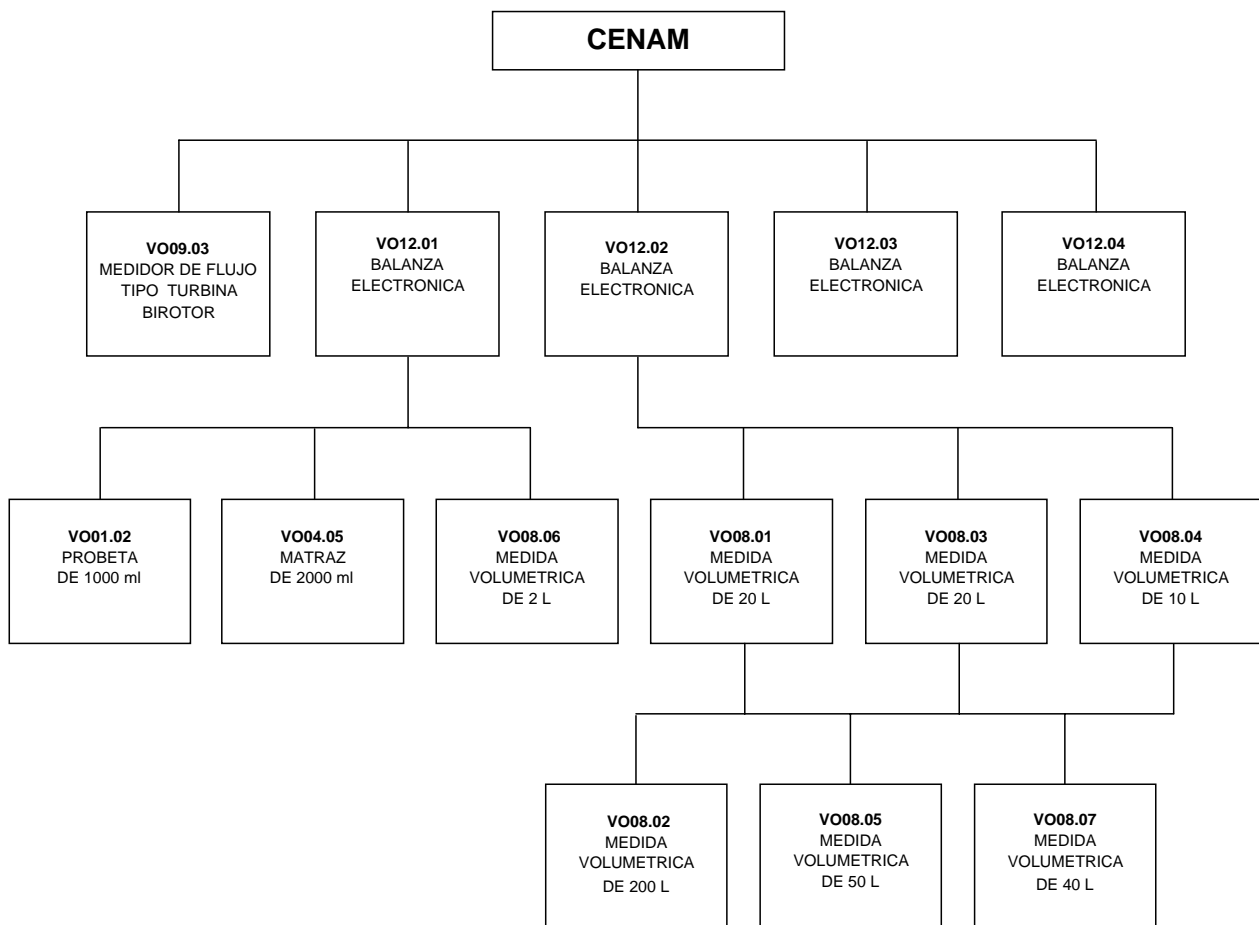 CENAM
VO09.03
MEDIDOR DE FLUJO
TIPO TURBINA
BIROTOR
VO12.01
BALANZA
ELECTRONICA
VO12.02
BALANZA
ELECTRONICA
VO12.03
BALANZA
ELECTRONICA
VO12.04
BALANZA
ELECTRONICA
VO01.02
PROBETA
DE 1000 ml
VO04.05
MATRAZ
DE 2000 ml
VO08.06
MEDIDA
VOLUMETRICA
DE 2 L
VO08.01
MEDIDA
VOLUMETRICA
DE 20 L
VO08.03
MEDIDA
VOLUMETRICA
DE 20 L
VO08.04
MEDIDA
VOLUMETRICA
DE 10 L
VO08.02
MEDIDA
VOLUMETRICA
DE 200 L
VO08.05
MEDIDA
VOLUMETRICA
DE 50 L
VO08.07
MEDIDA
VOLUMETRICA
DE 40 L